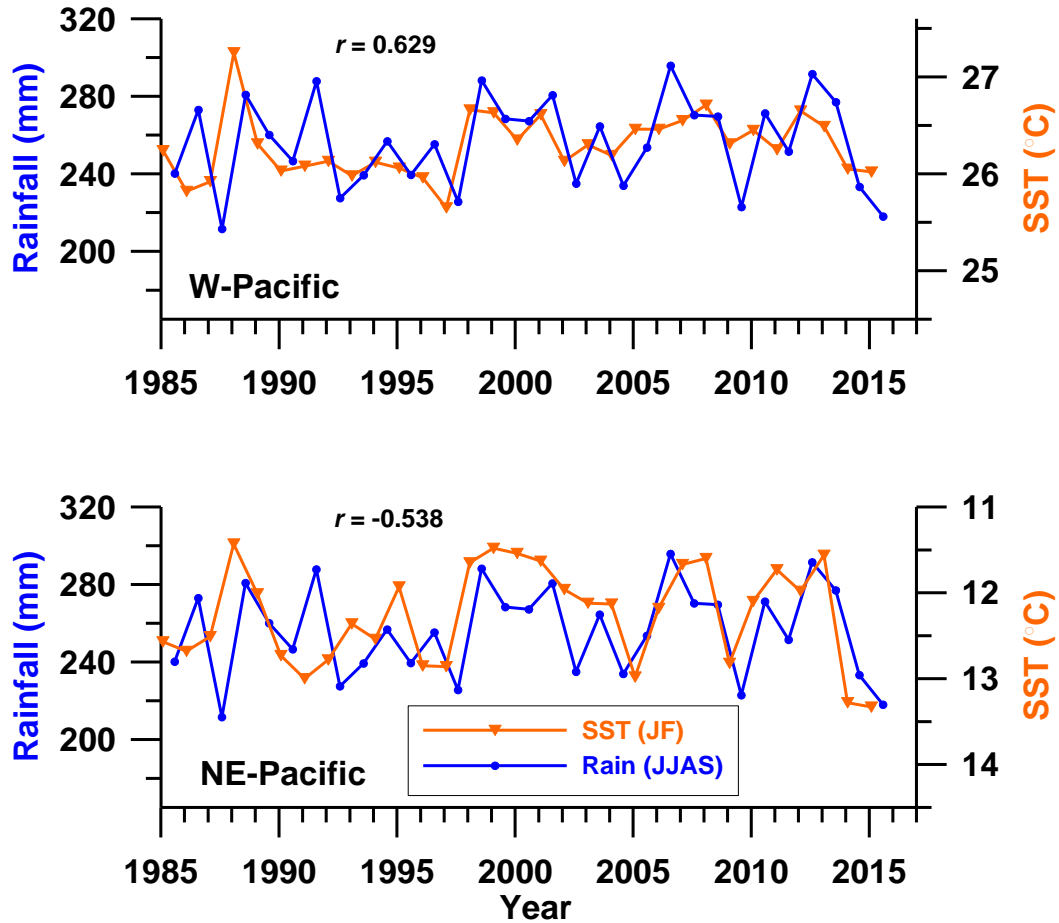 Rainfall (mm)
320
280
240
200
r = 0.629
W-Pacific
27
26
25
SST (°C)
1985 1990 1995 2000 2005 2010 2015
Rainfall (mm)
320
280
240
200
r = -0.538
NE-Pacific
SST (JF)
Rain (JJAS)
11
12
13
14
SST (°C)
1985 1990 1995 2000 2005 2010 2015
Year